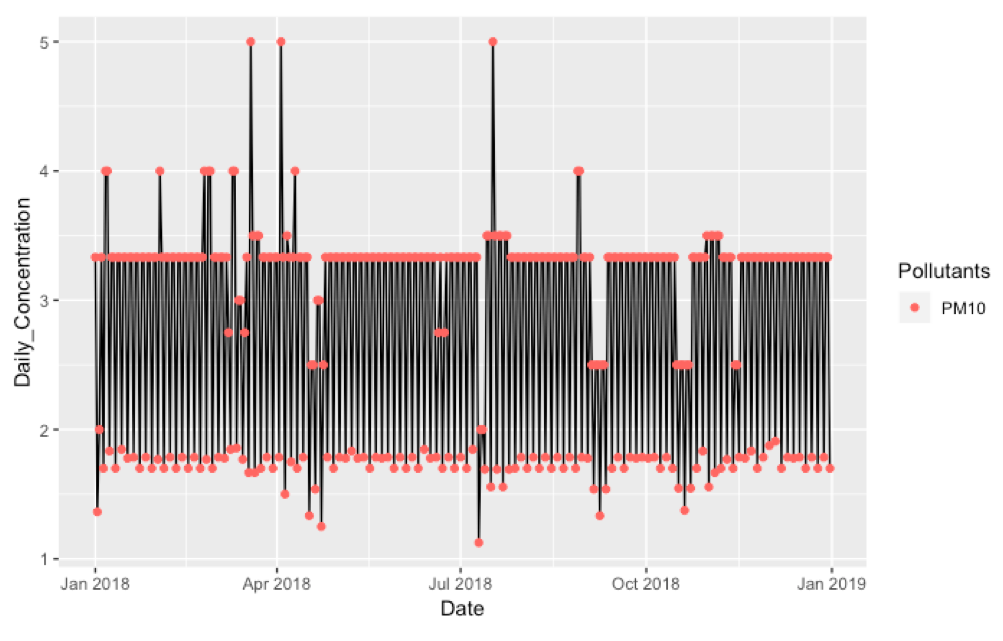 5
4
3
2
1
Daily_Concentration
Jan 2018
Apr 2018
Jul 2018
Oct 2018
Jan 2019
Date
Pollutants
PM10